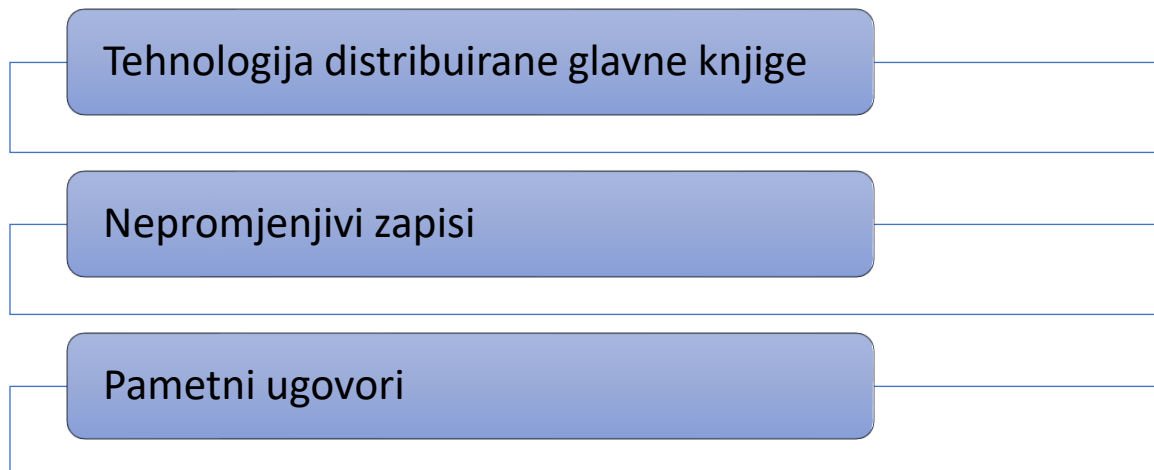 Tehnologija distribuirane glavne knjige
Nepromjenjivi zapisi
Pametni ugovori